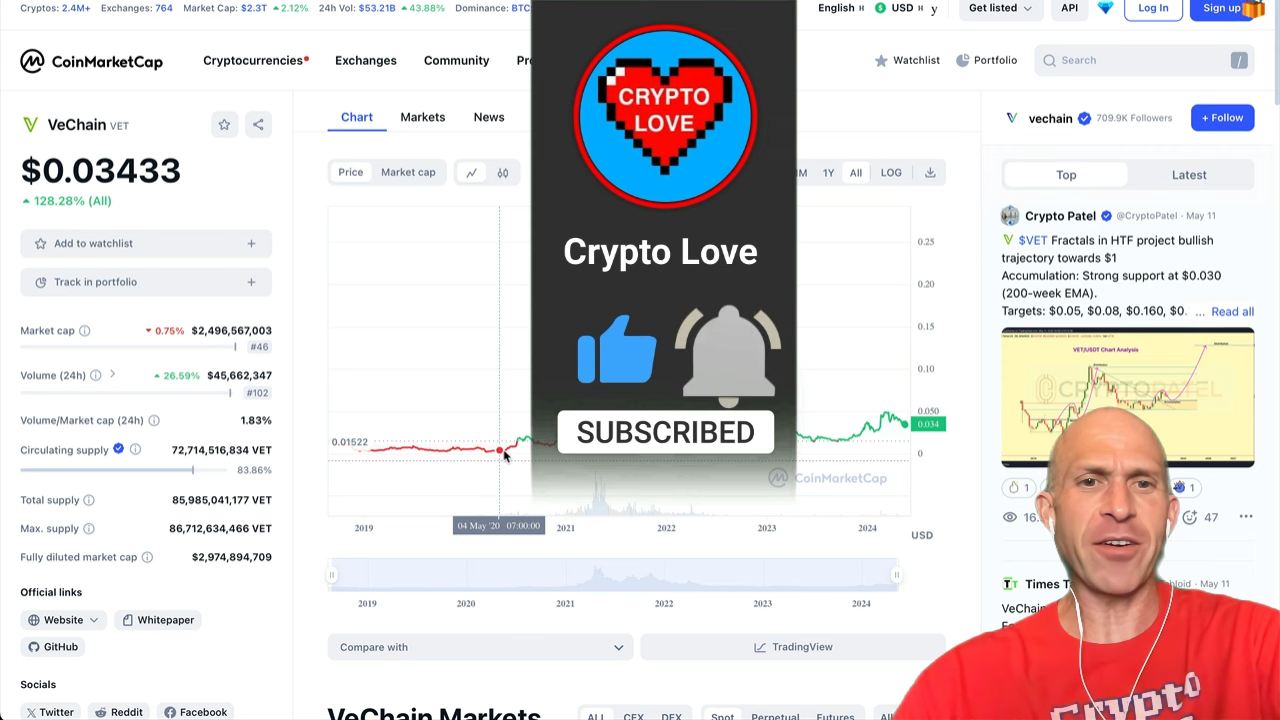 Cryptos: 2.4M+ Exchanges: 764 Market Cap: $2.3T 2.12% 24h Vol: $53.21B 43.88% Dominance: BTC
English USD Get listed API Log In Sign up
CoinMarketCap Cryptocurrencies Exchanges Community
Watchlist Portfolio Search /
VeChain VET
$0.03433
128.28% (All)
Add to watchlist +
Track in portfolio +
Market cap 0.75% $2,496,567,003
#46
Volume (24h) 26.59% $45,662,347
#102
Volume/Market cap (24h) 1.83%
Circulating supply 72,714,516,834 VET
83.86%
Total supply 85,985,041,177 VET
Max. supply 86,712,634,466 VET
Fully diluted market cap $2,974,894,709
Official links
Website Whitepaper
GitHub
Socials
Twitter Reddit Facebook
Chart Markets News
Price Market cap
1Y All LOG
0.25
0.20
0.15
0.10
0.050
0.034
0
0.01522
CoinMarketCap
04 May '20 07:00:00
2019 2021 2022 2023 2024
USD
2019 2020 2021 2022 2023 2024
Compare with TradingView
VeChain Markets
ALL CEX DEX Spot Perpetual Futures
CRYPTO
LOVE
Crypto Love
SUBSCRIBED
vechain 709.9K Followers + Follow
Top Latest
Crypto Patel @CryptoPatel · May 11
$VET Fractals in HTF project bullish
trajectory towards $1
Accumulation: Strong support at $0.030
(200-week EMA).
Targets: $0.05, $0.08, $0.160, $0. ... Read all
VET/USDT Chart Analysis
CRYPTOPATEL
1 1
47
Times May 11
Crypto